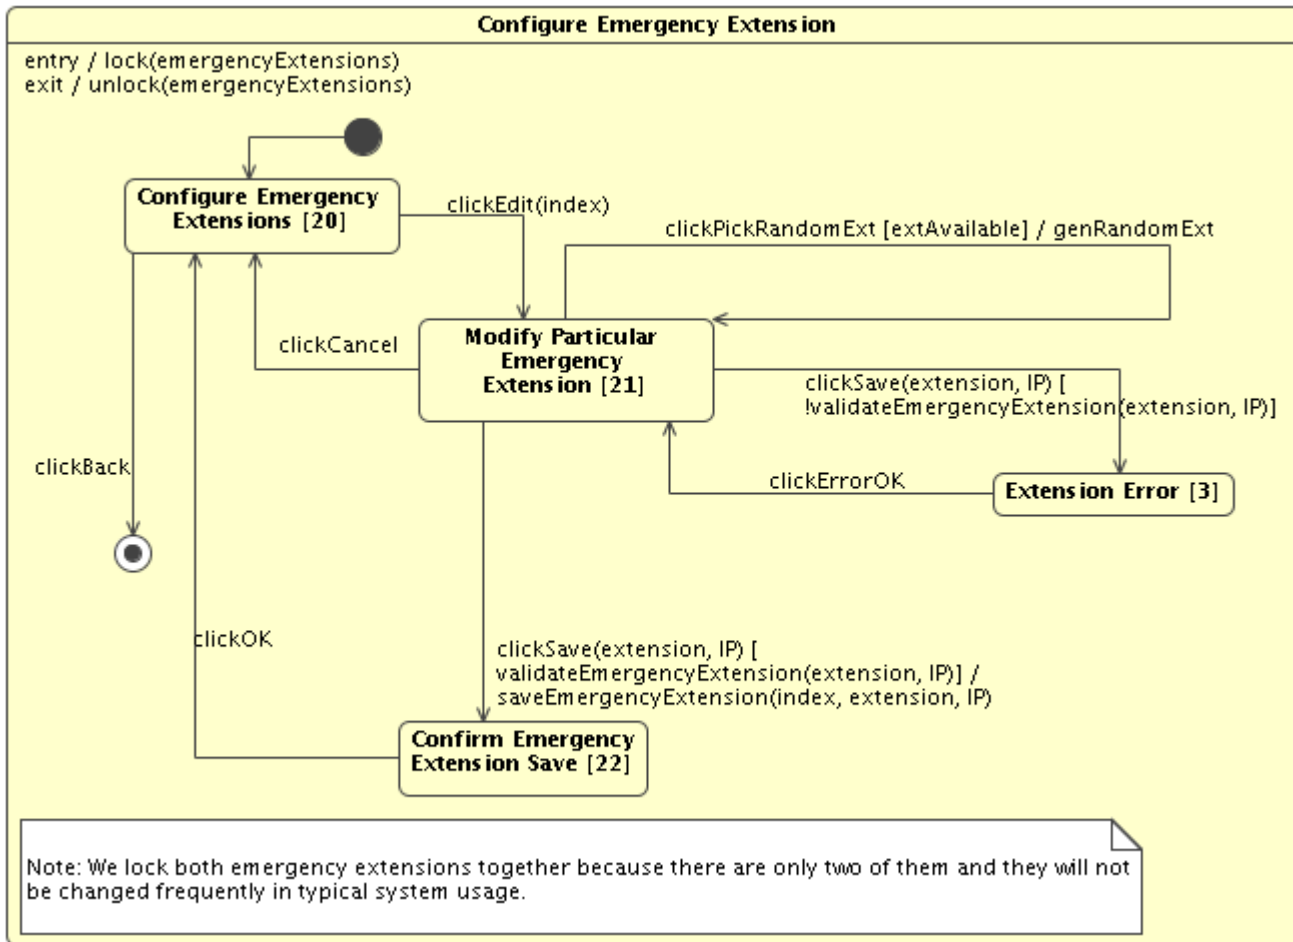 Configure Emergency Extension
entry / lock(emergencyExtensions)
exit / unlock(emergencyExtensions)
Configure Emergency
Extensions [20]
clickEdit(index)
clickPickRandomExt [extAvailable] / genRandomExt
Modify Particular
Emergency
Extension [21]
clickCancel
clickSave(extension, IP) [
!validateEmergencyExtension(extension, IP)]
clickBack
clickErrorOK
Extension Error [3]
clickOK
clickSave(extension, IP) [
validateEmergencyExtension(extension, IP)] /
saveEmergencyExtension(index, extension, IP)
Confirm Emergency
Extension Save [22]
Note: We lock both emergency extensions together because there are only two of them and they will not
be changed frequently in typical system usage.